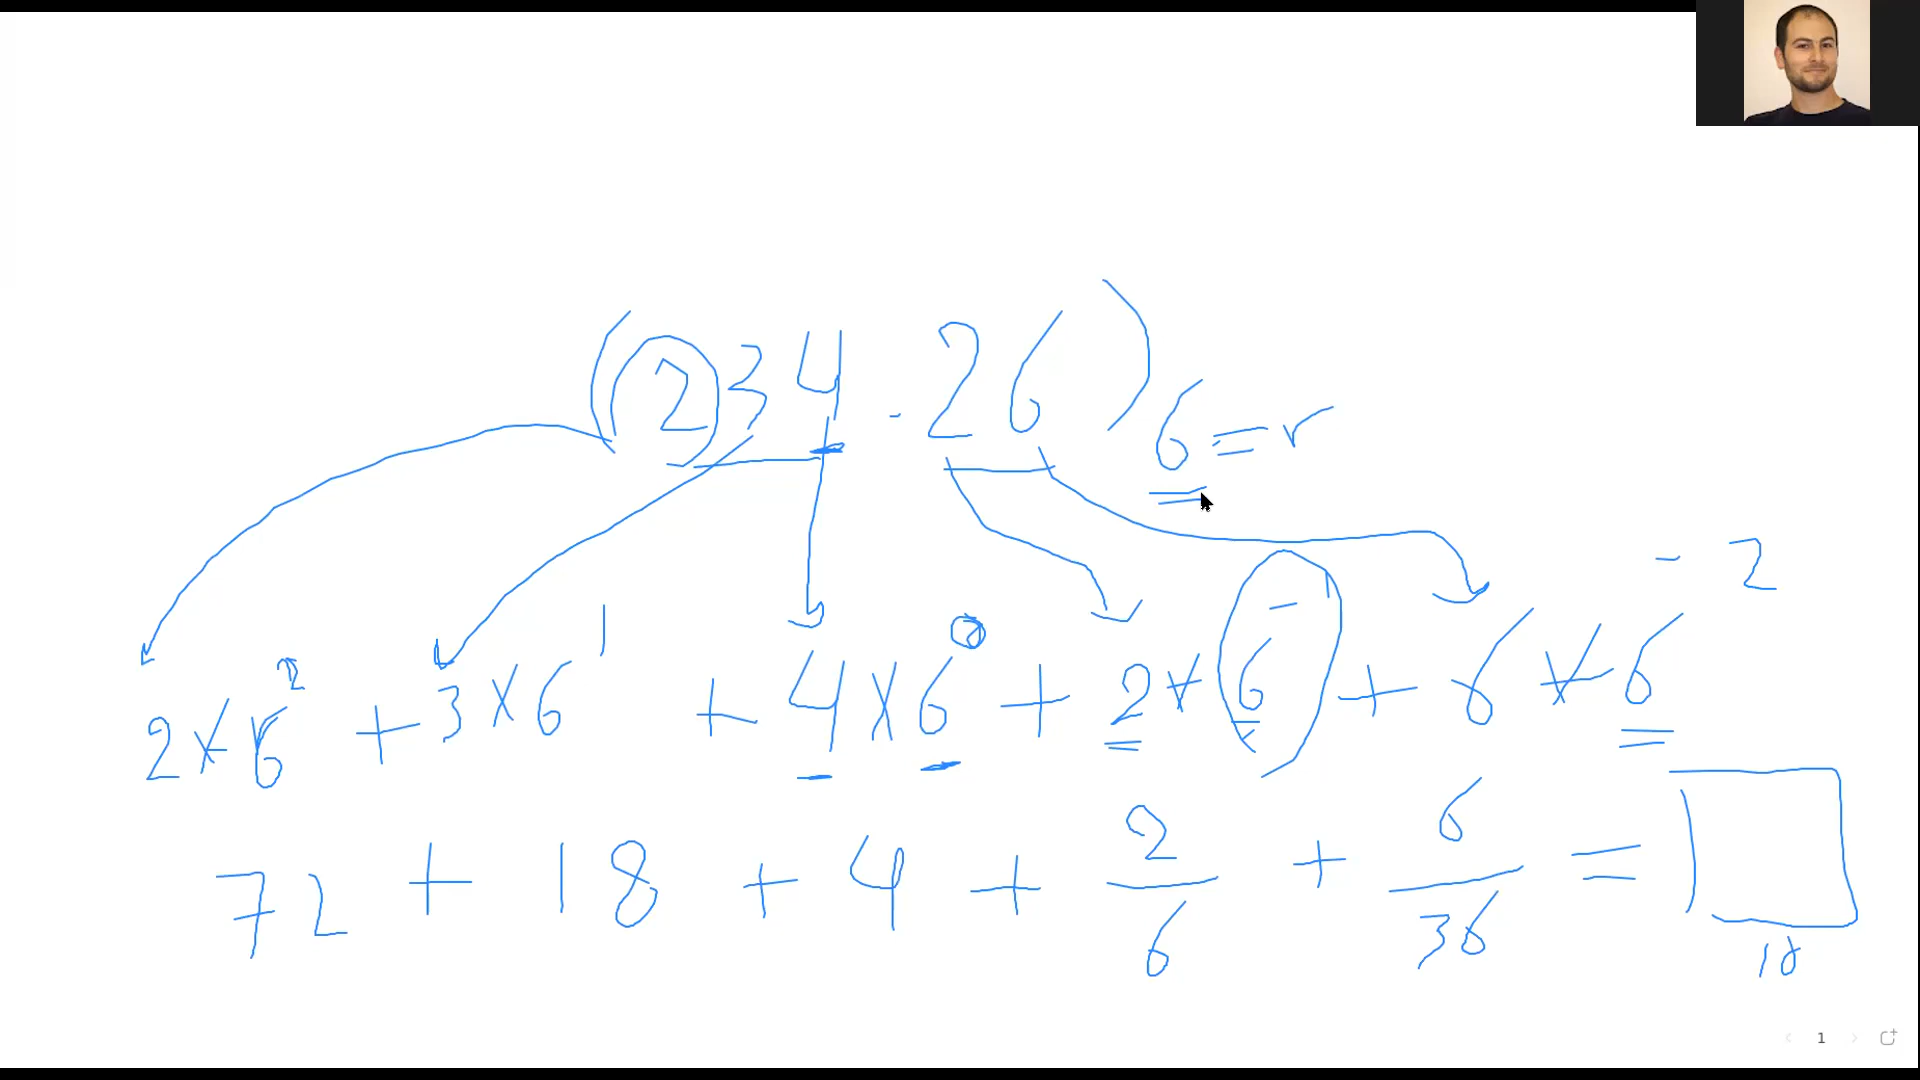 (234.26)₆ = r
2×6² + 3×6¹ + 4×6⁰ + 2×6⁻¹ + 6×6⁻²
72 + 18 + 4 + 2/6 + 6/36 =
10
1